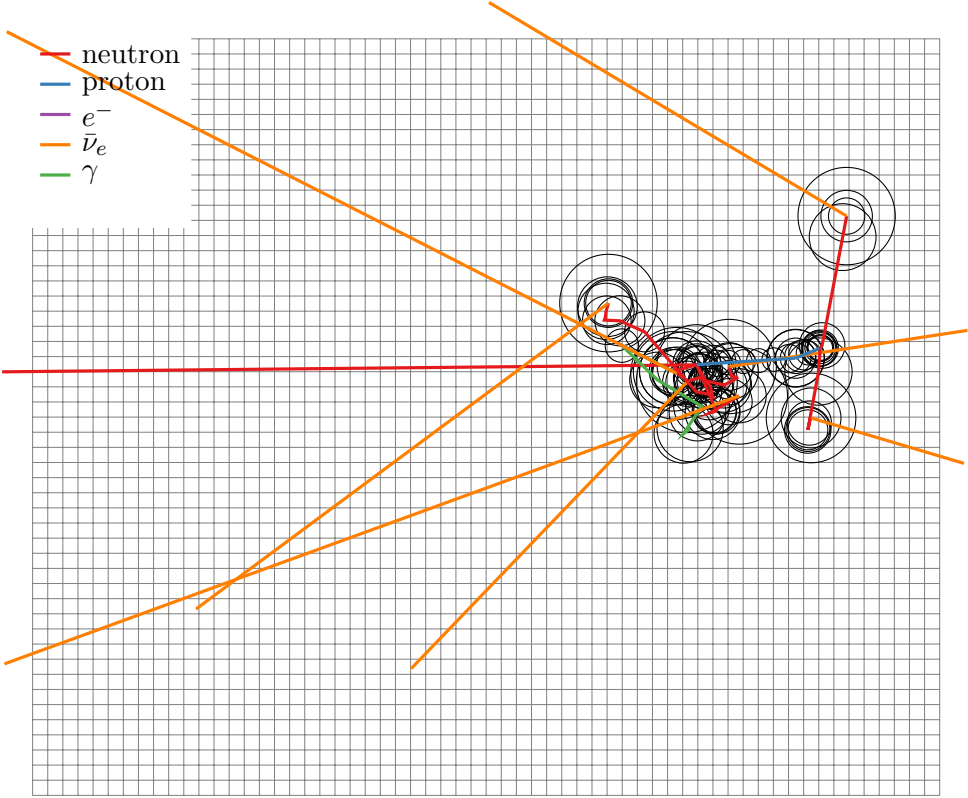 neutron
proton
e⁻
ν̄ₑ
γ